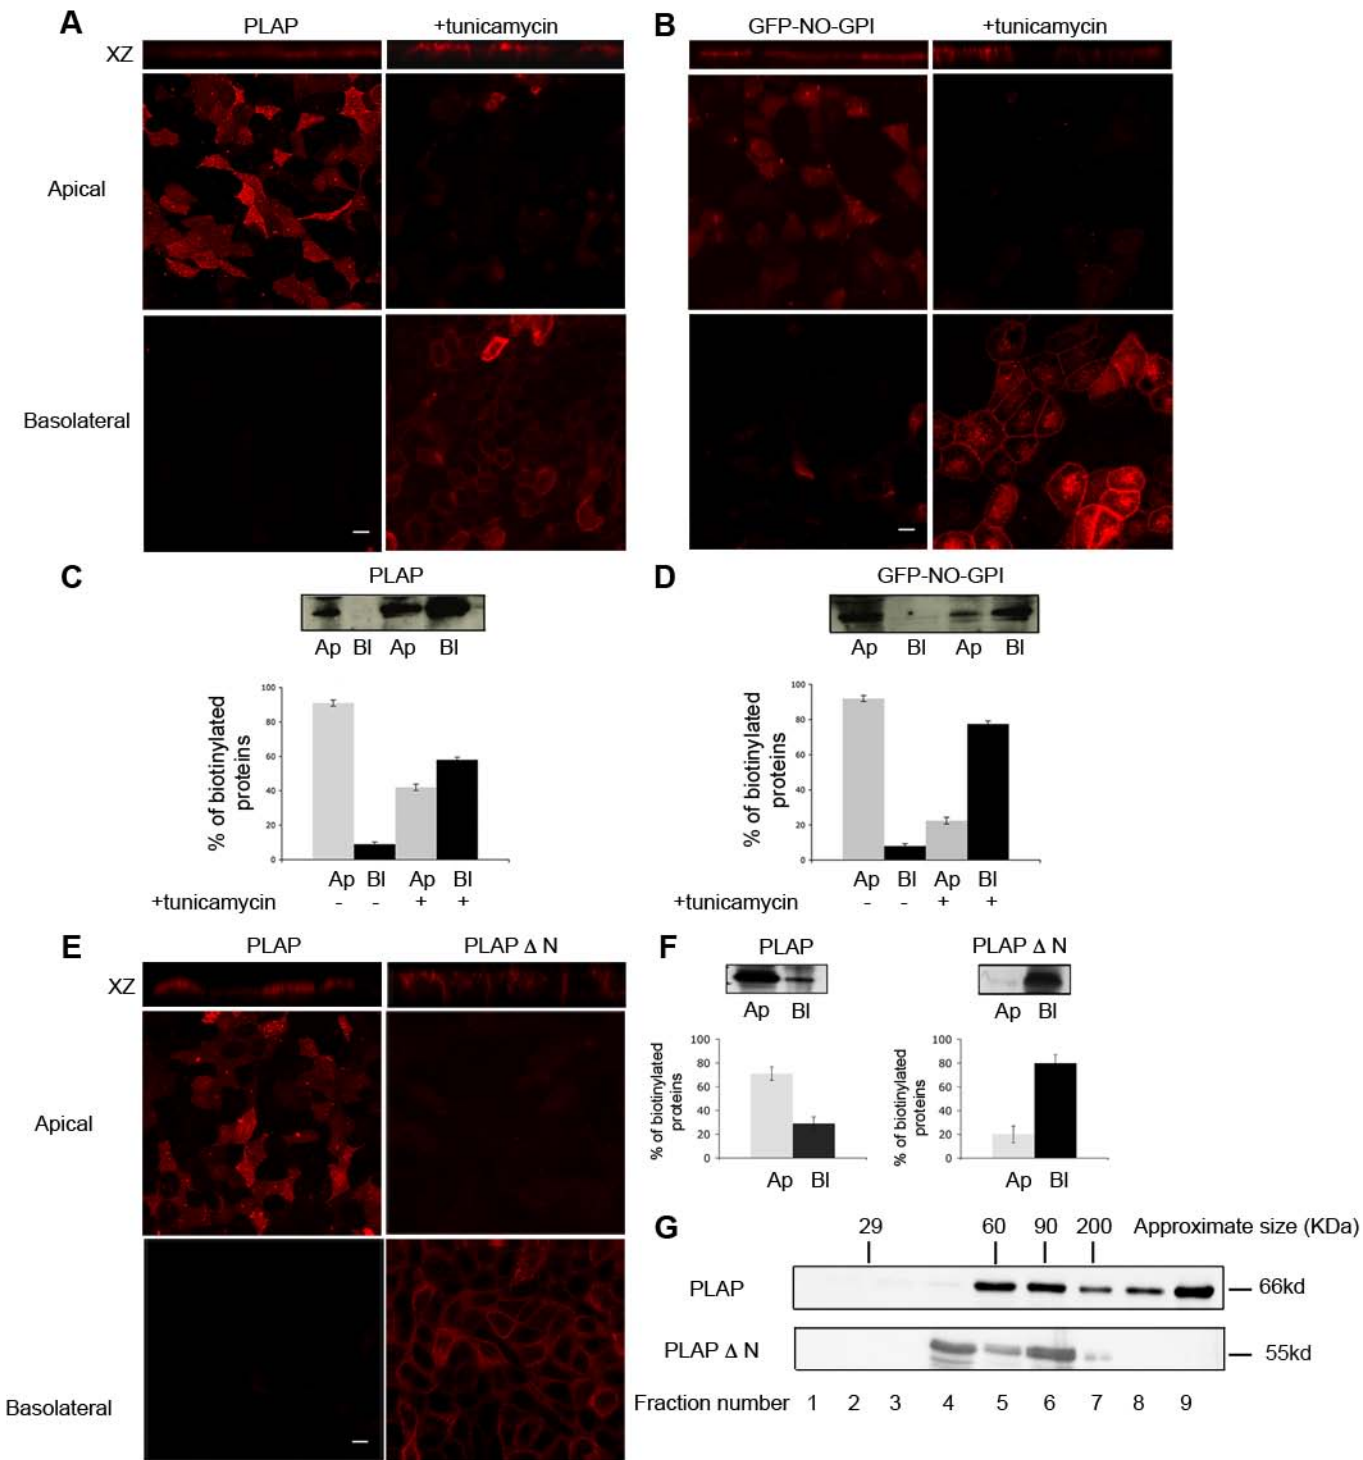 A
PLAP
+tunicamycin
XZ
Apical
Basolateral
B
GFP-NO-GPI
+tunicamycin
C
PLAP
Ap Bl Ap Bl
% of biotinylated
proteins
100
80
60
40
20
0
Ap Bl Ap Bl
+tunicamycin - - + +
D
GFP-NO-GPI
Ap Bl Ap Bl
% of biotinylated
proteins
100
80
60
40
20
0
Ap Bl Ap Bl
+tunicamycin - - + +
E
PLAP
PLAP Δ N
XZ
Apical
Basolateral
F
PLAP
Ap Bl
% of biotinylated
proteins
100
80
60
40
20
0
Ap Bl
PLAP Δ N
Ap Bl
% of biotinylated
proteins
100
80
60
40
20
0
Ap Bl
G
29 60 90 200 Approximate size (KDa)
PLAP 66kd
PLAP Δ N 55kd
Fraction number 1 2 3 4 5 6 7 8 9